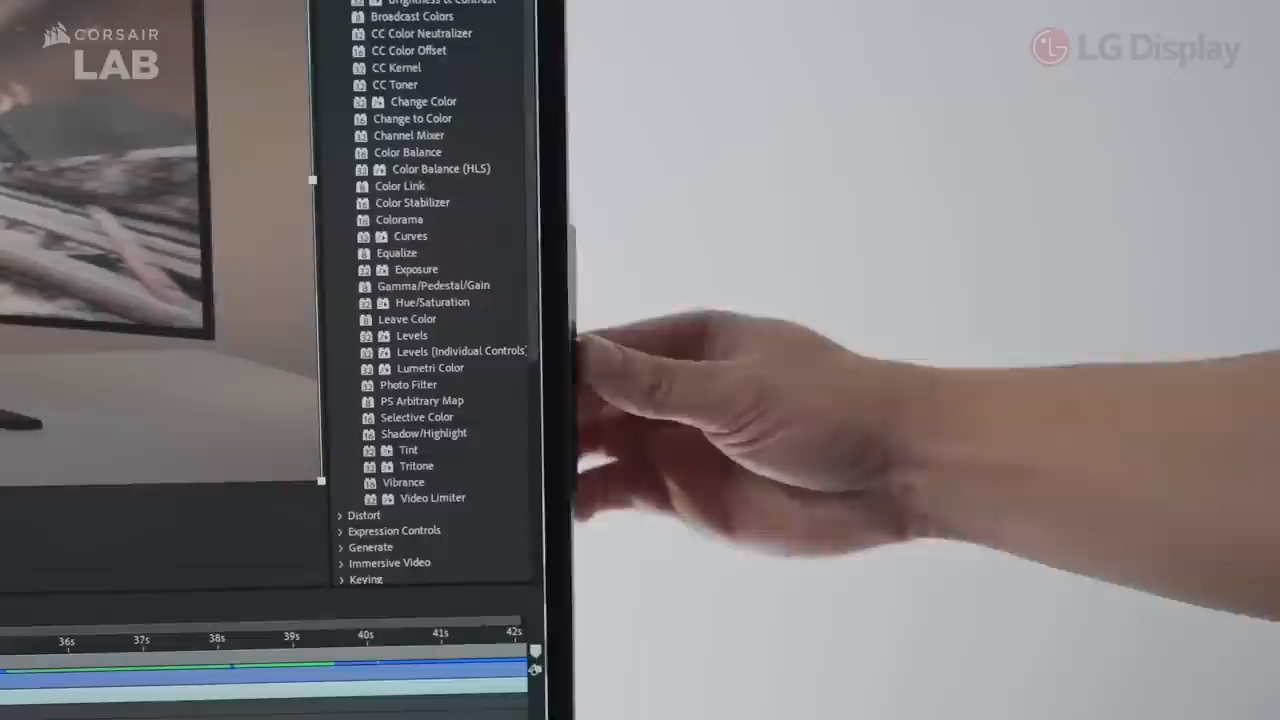 CORSAIR
LAB
LG Display
Brightness & Contrast
Broadcast Colors
CC Color Neutralizer
CC Color Offset
CC Kernel
CC Toner
Change Color
Change to Color
Channel Mixer
Color Balance
Color Balance (HLS)
Color Link
Color Stabilizer
Colorama
Curves
Equalize
Exposure
Gamma/Pedestal/Gain
Hue/Saturation
Leave Color
Levels
Levels (Individual Controls)
Lumetri Color
Photo Filter
PS Arbitrary Map
Selective Color
Shadow/Highlight
Tint
Tritone
Vibrance
Video Limiter
Distort
Expression Controls
Generate
Immersive Video
Keying
36s 37s 38s 39s 40s 41s 42s